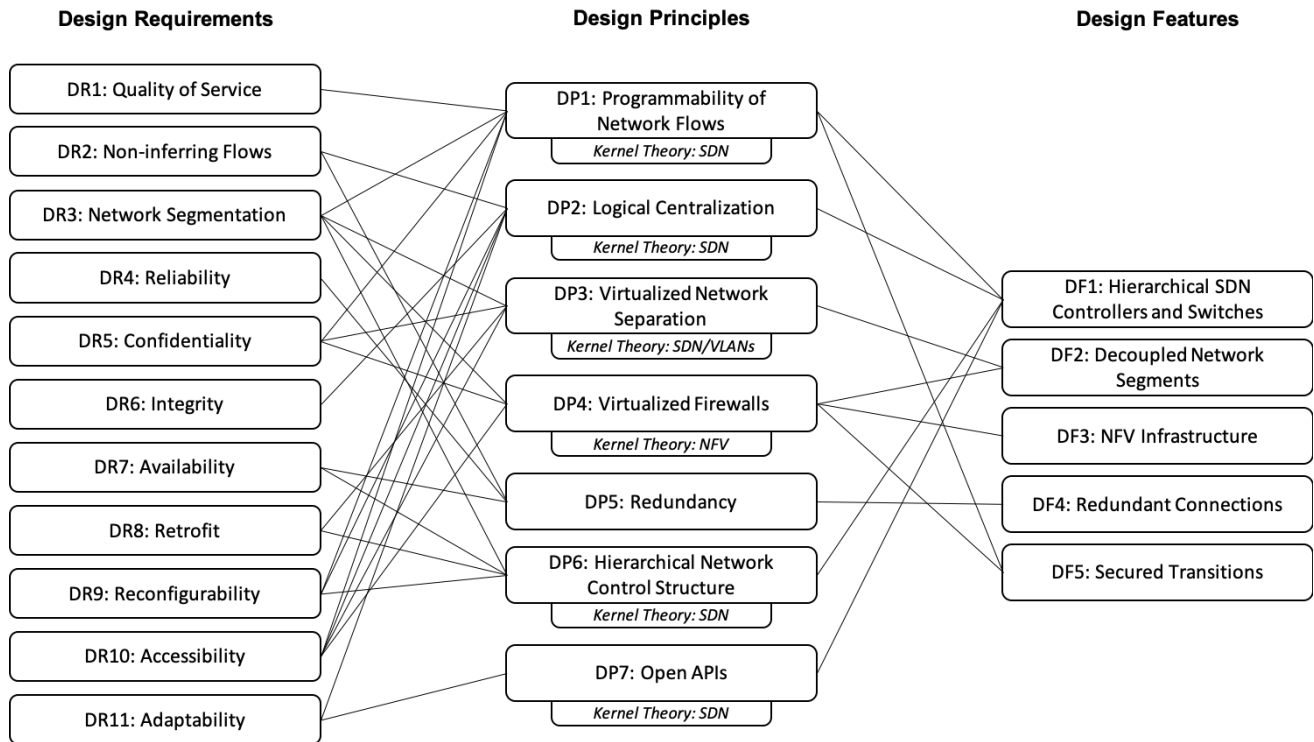 Design Requirements
Design Principles
Design Features
DR1: Quality of Service
DR2: Non-inferring Flows
DR3: Network Segmentation
DR4: Reliability
DR5: Confidentiality
DR6: Integrity
DR7: Availability
DR8: Retrofit
DR9: Reconfigurability
DR10: Accessibility
DR11: Adaptability
DP1: Programmability of
Network Flows
Kernel Theory: SDN
DP2: Logical Centralization
Kernel Theory: SDN
DP3: Virtualized Network
Separation
Kernel Theory: SDN/VLANs
DP4: Virtualized Firewalls
Kernel Theory: NFV
DP5: Redundancy
DP6: Hierarchical Network
Control Structure
Kernel Theory: SDN
DP7: Open APIs
Kernel Theory: SDN
DF1: Hierarchical SDN
Controllers and Switches
DF2: Decoupled Network
Segments
DF3: NFV Infrastructure
DF4: Redundant Connections
DF5: Secured Transitions